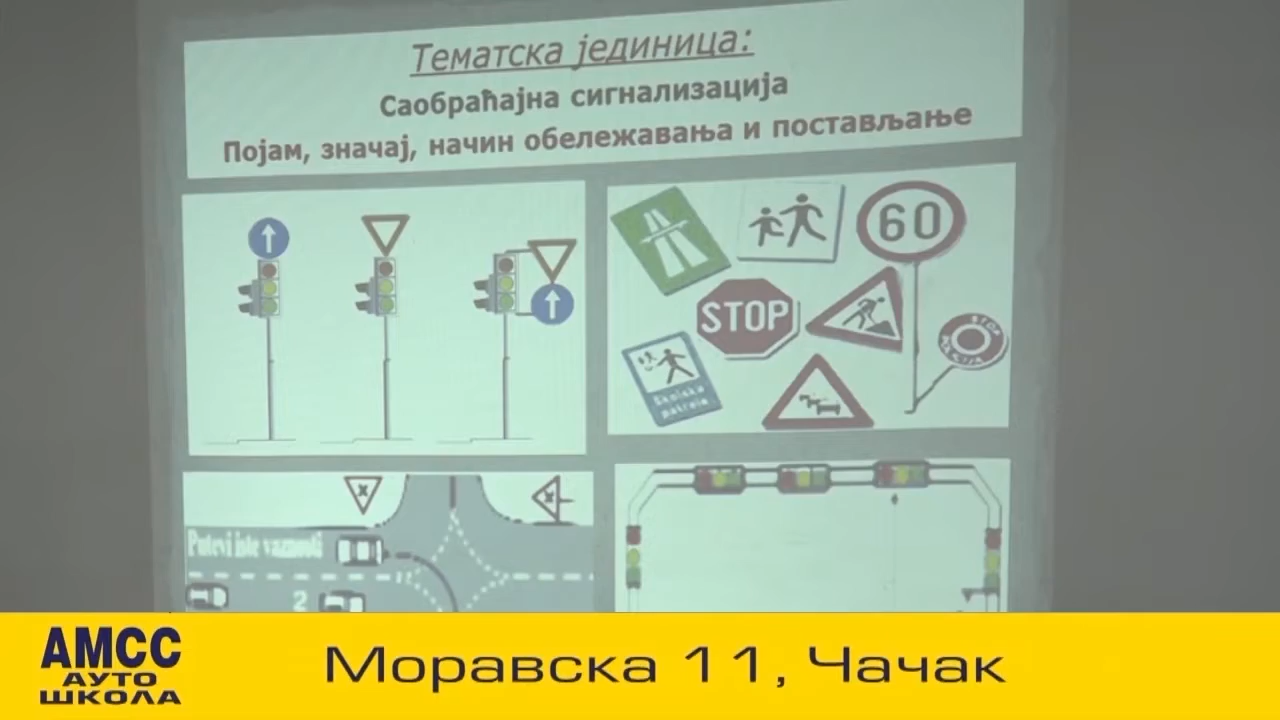 Тематска јединица:
Саобраћајна сигнализација
Појам, значај, начин обележавања и постављање
60
STOP
STOP
Školska
patrola
Putevi iste vaznosti
2
АМСС
АУТО
ШКОЛА
Моравска 11, Чачак